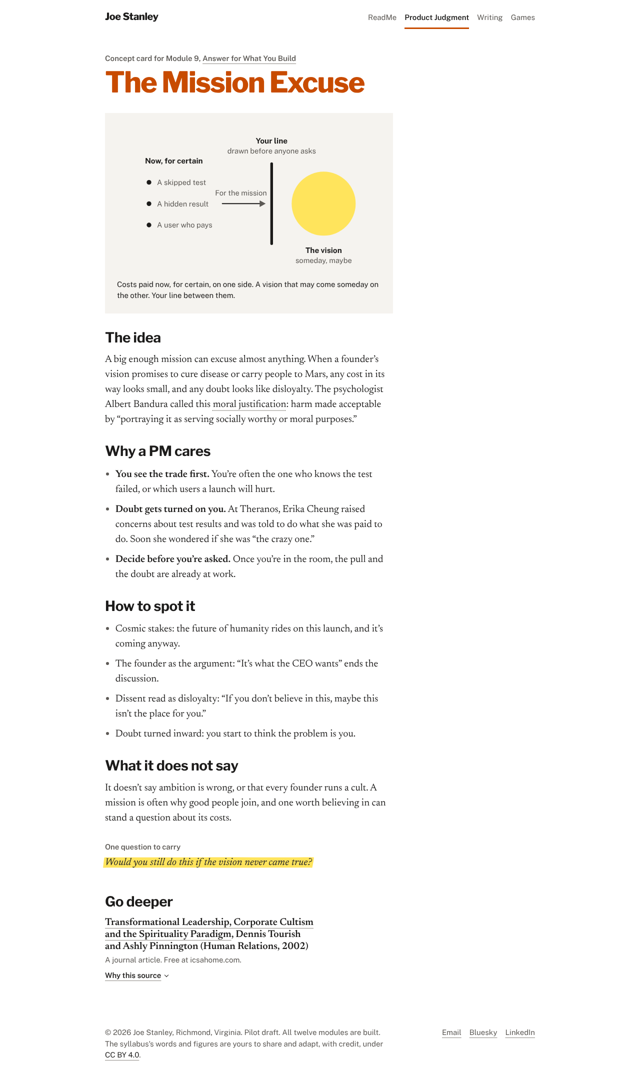 Joe Stanley
ReadMe Product Judgment Writing Games
Concept card for Module 9, Answer for What You Build
The Mission Excuse
Your line
drawn before anyone asks
Now, for certain
A skipped test
For the mission
A hidden result
A user who pays
The vision
someday, maybe
Costs paid now, for certain, on one side. A vision that may come someday on
the other. Your line between them.
The idea
A big enough mission can excuse almost anything. When a founder’s
vision promises to cure disease or carry people to Mars, any cost in its
way looks small, and any doubt looks like disloyalty. The psychologist
Albert Bandura called this moral justification: harm made acceptable
by “portraying it as serving socially worthy or moral purposes.”
Why a PM cares
• You see the trade first. You’re often the one who knows the test
failed, or which users a launch will hurt.
• Doubt gets turned on you. At Theranos, Erika Cheung raised
concerns about test results and was told to do what she was paid to
do. Soon she wondered if she was “the crazy one.”
• Decide before you’re asked. Once you’re in the room, the pull and
the doubt are already at work.
How to spot it
• Cosmic stakes: the future of humanity rides on this launch, and it’s
coming anyway.
• The founder as the argument: “It’s what the CEO wants” ends the
discussion.
• Dissent read as disloyalty: “If you don’t believe in this, maybe this
isn’t the place for you.”
• Doubt turned inward: you start to think the problem is you.
What it does not say
It doesn’t say ambition is wrong, or that every founder runs a cult. A
mission is often why good people join, and one worth believing in can
stand a question about its costs.
One question to carry
Would you still do this if the vision never came true?
Go deeper
Transformational Leadership, Corporate Cultism
and the Spirituality Paradigm, Dennis Tourish
and Ashly Pinnington (Human Relations, 2002)
A journal article. Free at icsahome.com.
Why this source
© 2026 Joe Stanley, Richmond, Virginia. Pilot draft. All twelve modules are built.
The syllabus’s words and figures are yours to share and adapt, with credit, under
CC BY 4.0.
Email Bluesky LinkedIn